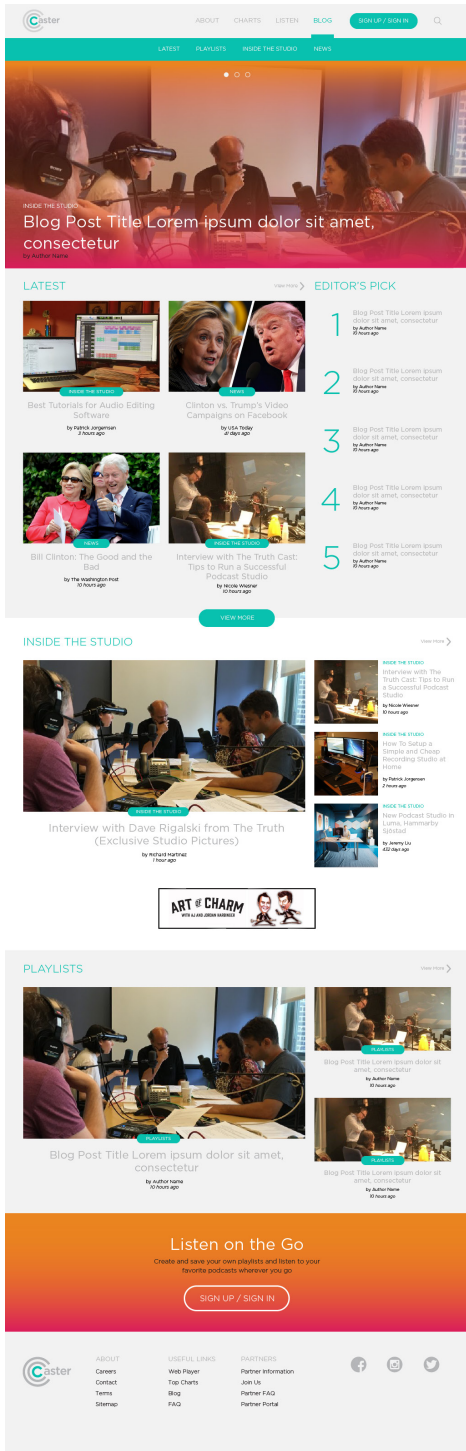 Caster
ABOUT CHARTS LISTEN BLOG SIGN UP / SIGN IN
LATEST PLAYLISTS INSIDE THE STUDIO NEWS
INSIDE THE STUDIO
Blog Post Title Lorem ipsum dolor sit amet,
consectetur
by Author Name
LATEST
View More
INSIDE THE STUDIO
Best Tutorials for Audio Editing
Software
by Patrick Jorgensen
3 hours ago
NEWS
Clinton vs. Trump's Video
Campaigns on Facebook
by USA Today
41 days ago
NEWS
Bill Clinton: The Good and the
Bad
by The Washington Post
10 hours ago
INSIDE THE STUDIO
Interview with The Truth Cast:
Tips to Run a Successful
Podcast Studio
by Nicole Wiesner
10 hours ago
EDITOR'S PICK
1
Blog Post Title Lorem ipsum
dolor sit amet, consectetur
by Author Name
10 hours ago
2
Blog Post Title Lorem ipsum
dolor sit amet, consectetur
by Author Name
10 hours ago
3
Blog Post Title Lorem ipsum
dolor sit amet, consectetur
by Author Name
10 hours ago
4
Blog Post Title Lorem ipsum
dolor sit amet, consectetur
by Author Name
10 hours ago
5
Blog Post Title Lorem ipsum
dolor sit amet, consectetur
by Author Name
10 hours ago
VIEW MORE
INSIDE THE STUDIO
View More
INSIDE THE STUDIO
Interview with Dave Rigalski from The Truth
(Exclusive Studio Pictures)
by Richard Martinez
1 hour ago
INSIDE THE STUDIO
Interview with The
Truth Cast: Tips to Run
a Successful Podcast
Studio
by Nicole Wiesner
10 hours ago
INSIDE THE STUDIO
How To Setup a
Simple and Cheap
Recording Studio at
Home
by Patrick Jorgensen
2 hours ago
INSIDE THE STUDIO
New Podcast Studio in
Luma, Hammarby
Sjöstad
by Jeremy Liu
432 days ago
ART OF CHARM
WITH AJ AND JORDAN HARBINGER
PLAYLISTS
View More
PLAYLISTS
Blog Post Title Lorem ipsum dolor sit amet,
consectetur
by Author Name
10 hours ago
PLAYLISTS
Blog Post Title Lorem ipsum dolor sit
amet, consectetur
by Author Name
10 hours ago
PLAYLISTS
Blog Post Title Lorem ipsum dolor sit
amet, consectetur
by Author Name
10 hours ago
Listen on the Go
Create and save your own playlists and listen to your
favorite podcasts wherever you go
SIGN UP / SIGN IN
Caster
ABOUT
Careers
Contact
Terms
Sitemap
USEFUL LINKS
Web Player
Top Charts
Blog
FAQ
PARTNERS
Partner Information
Join Us
Partner FAQ
Partner Portal